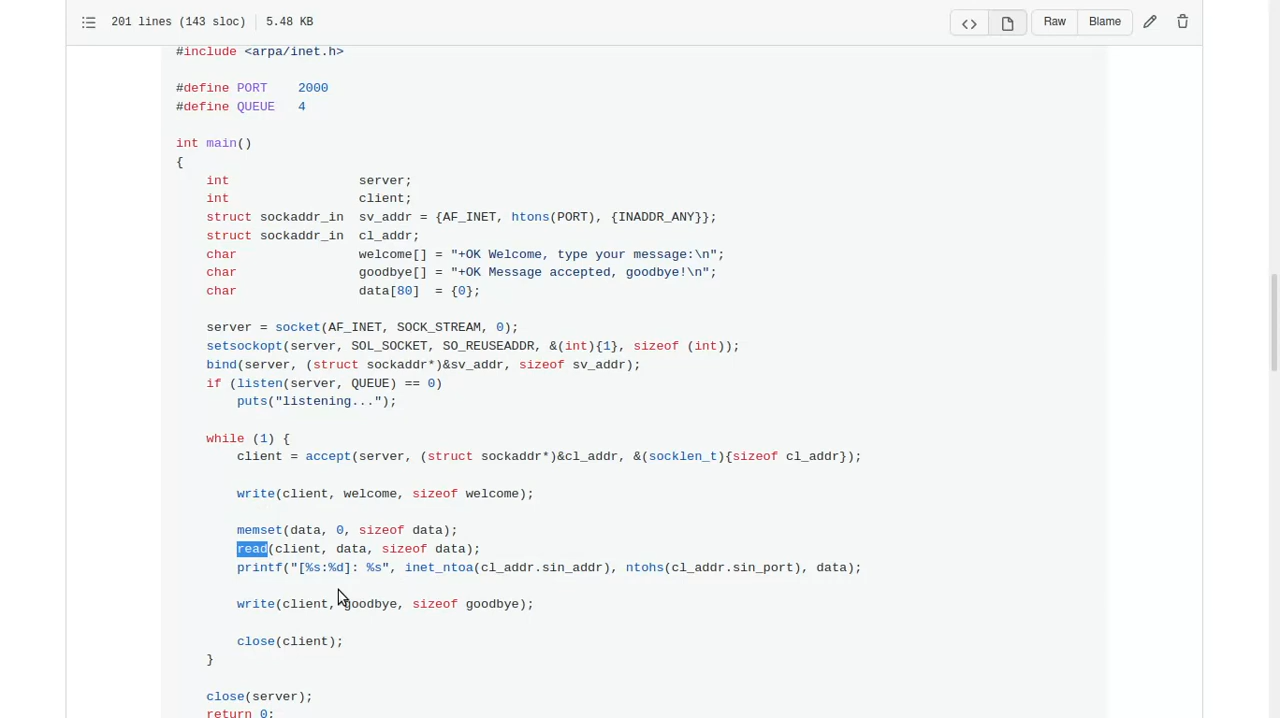 201 lines (143 sloc) 5.48 KB Raw Blame
#include <arpa/inet.h>
#define PORT    2000
#define QUEUE   4
int main()
{
    int                 server;
    int                 client;
    struct sockaddr_in  sv_addr = {AF_INET, htons(PORT), {INADDR_ANY}};
    struct sockaddr_in  cl_addr;
    char                welcome[] = "+OK Welcome, type your message:\n";
    char                goodbye[] = "+OK Message accepted, goodbye!\n";
    char                data[80]  = {0};
    server = socket(AF_INET, SOCK_STREAM, 0);
    setsockopt(server, SOL_SOCKET, SO_REUSEADDR, &(int){1}, sizeof (int));
    bind(server, (struct sockaddr*)&sv_addr, sizeof sv_addr);
    if (listen(server, QUEUE) == 0)
        puts("listening...");
    while (1) {
        client = accept(server, (struct sockaddr*)&cl_addr, &(socklen_t){sizeof cl_addr});
        write(client, welcome, sizeof welcome);
        memset(data, 0, sizeof data);
        read(client, data, sizeof data);
        printf("[%s:%d]: %s", inet_ntoa(cl_addr.sin_addr), ntohs(cl_addr.sin_port), data);
        write(client, goodbye, sizeof goodbye);
        close(client);
    }
    close(server);
    return 0;